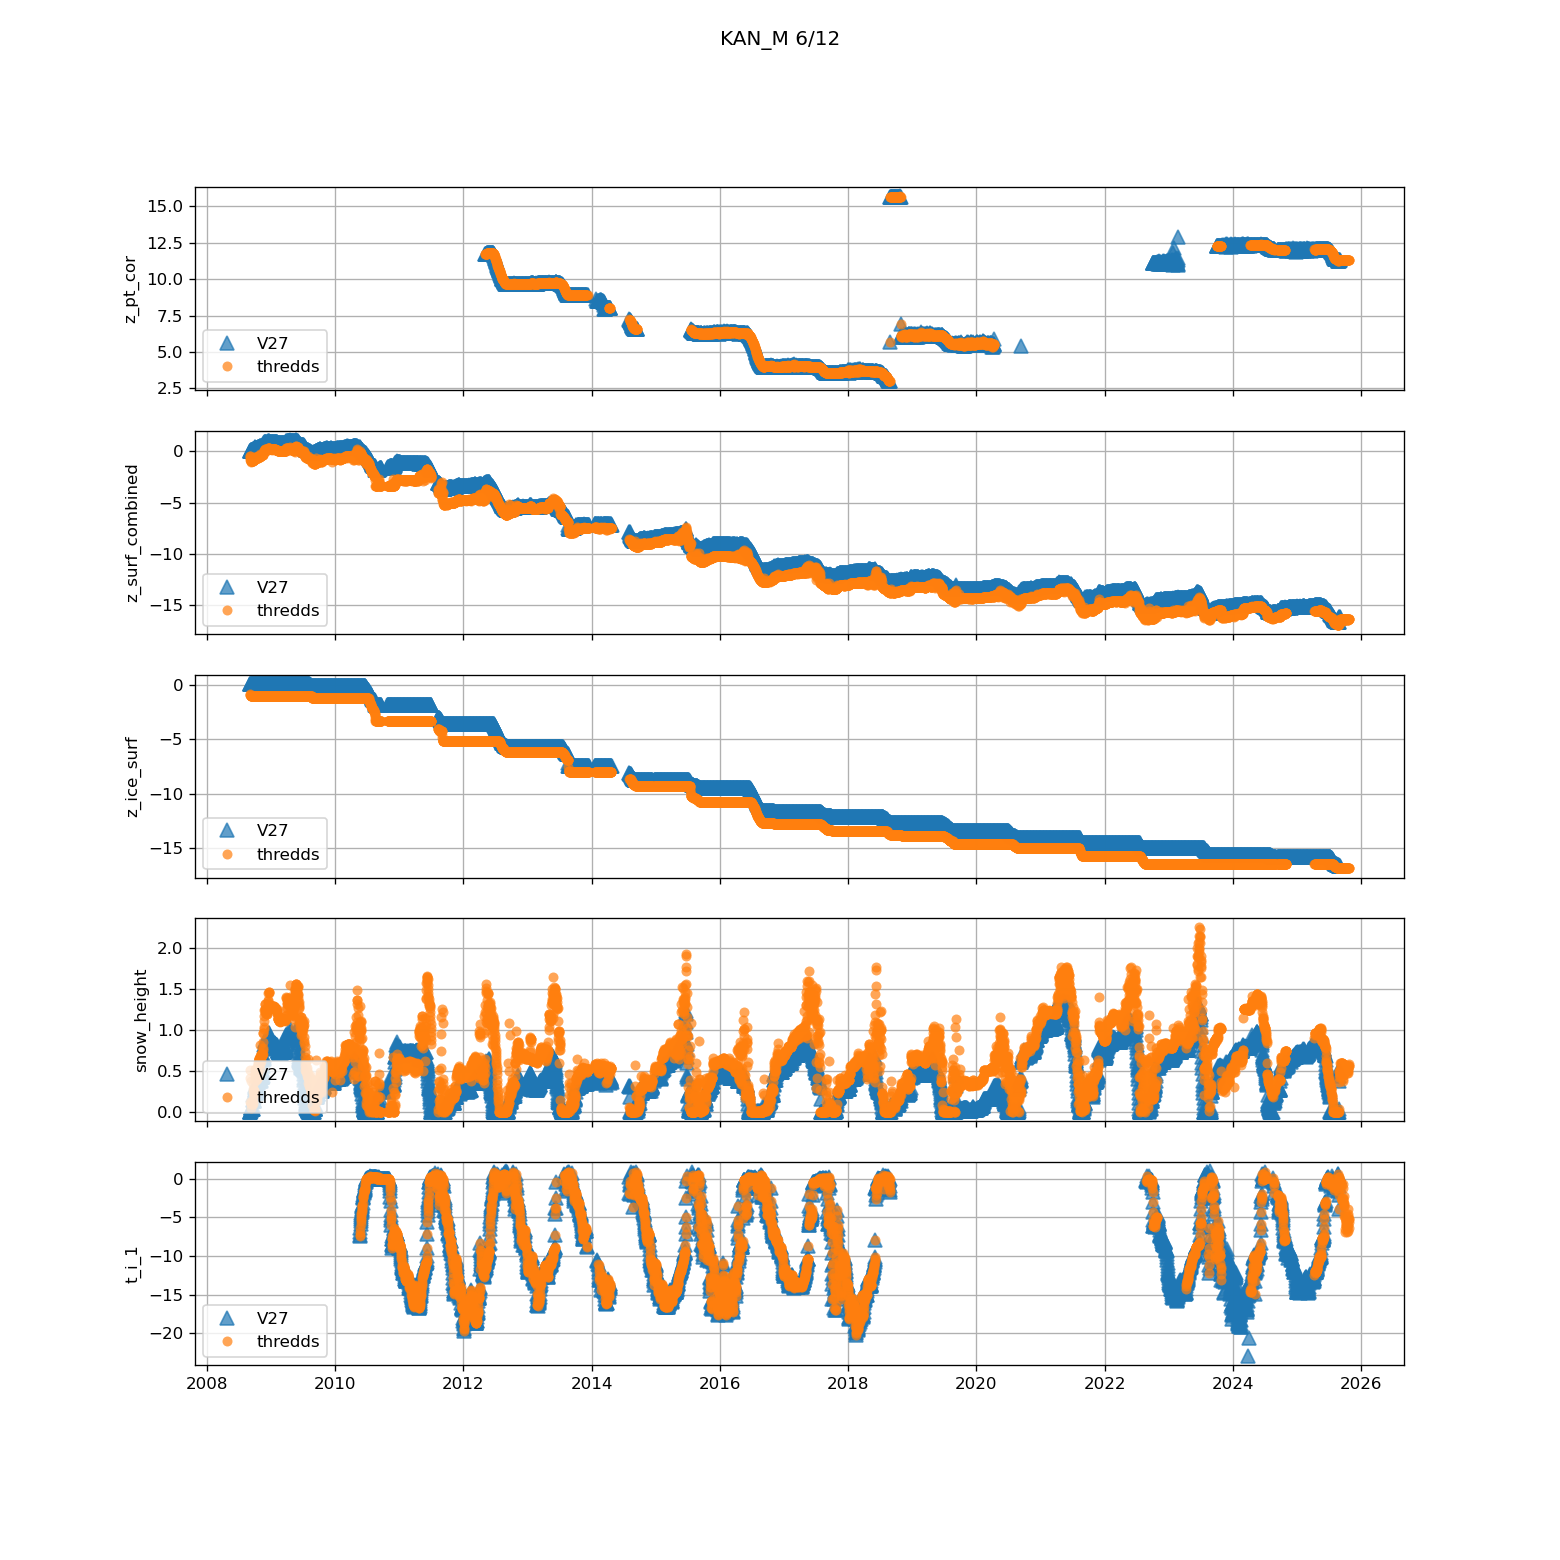 KAN_M 6/12
15.0
12.5
10.0
7.5
5.0
2.5
z_pt_cor
V27
thredds
0
−5
−10
−15
z_surf_combined
V27
thredds
0
−5
−10
−15
z_ice_surf
V27
thredds
2.0
1.5
1.0
0.5
0.0
snow_height
V27
thredds
0
−5
−10
−15
−20
t_i_1
V27
thredds
2008 2010 2012 2014 2016 2018 2020 2022 2024 2026